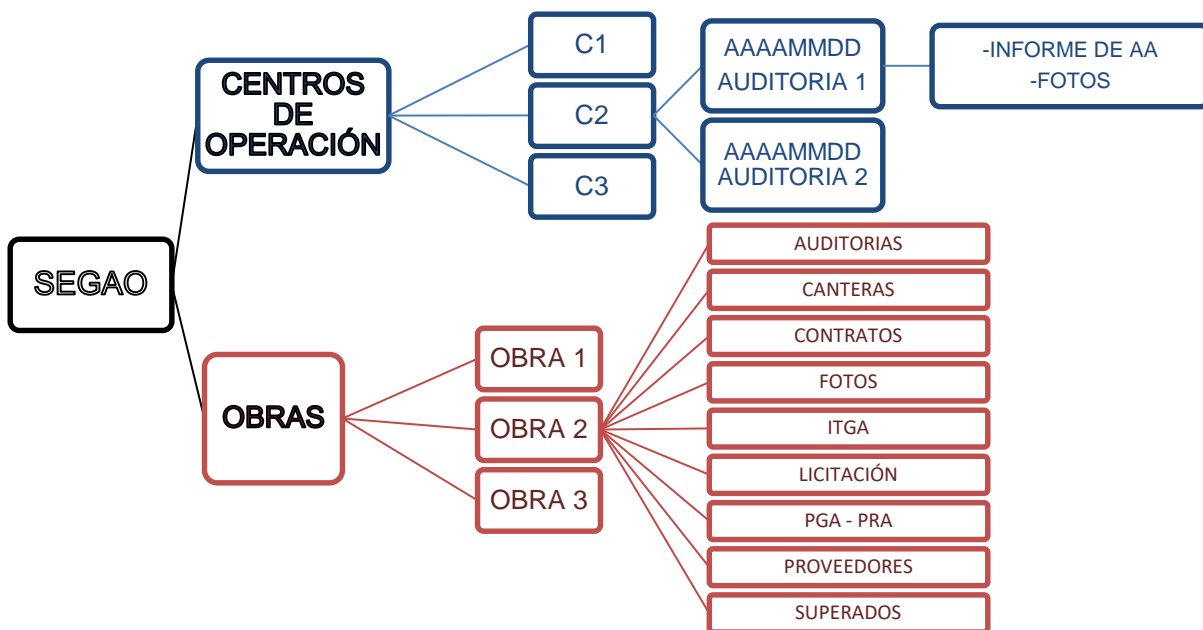 SEGAO
CENTROS
DE
OPERACIÓN
C1
C2
C3
AAAAMMDD
AUDITORIA 1
AAAAMMDD
AUDITORIA 2
-INFORME DE AA
-FOTOS
OBRAS
OBRA 1
OBRA 2
OBRA 3
AUDITORIAS
CANTERAS
CONTRATOS
FOTOS
ITGA
LICITACIÓN
PGA - PRA
PROVEEDORES
SUPERADOS